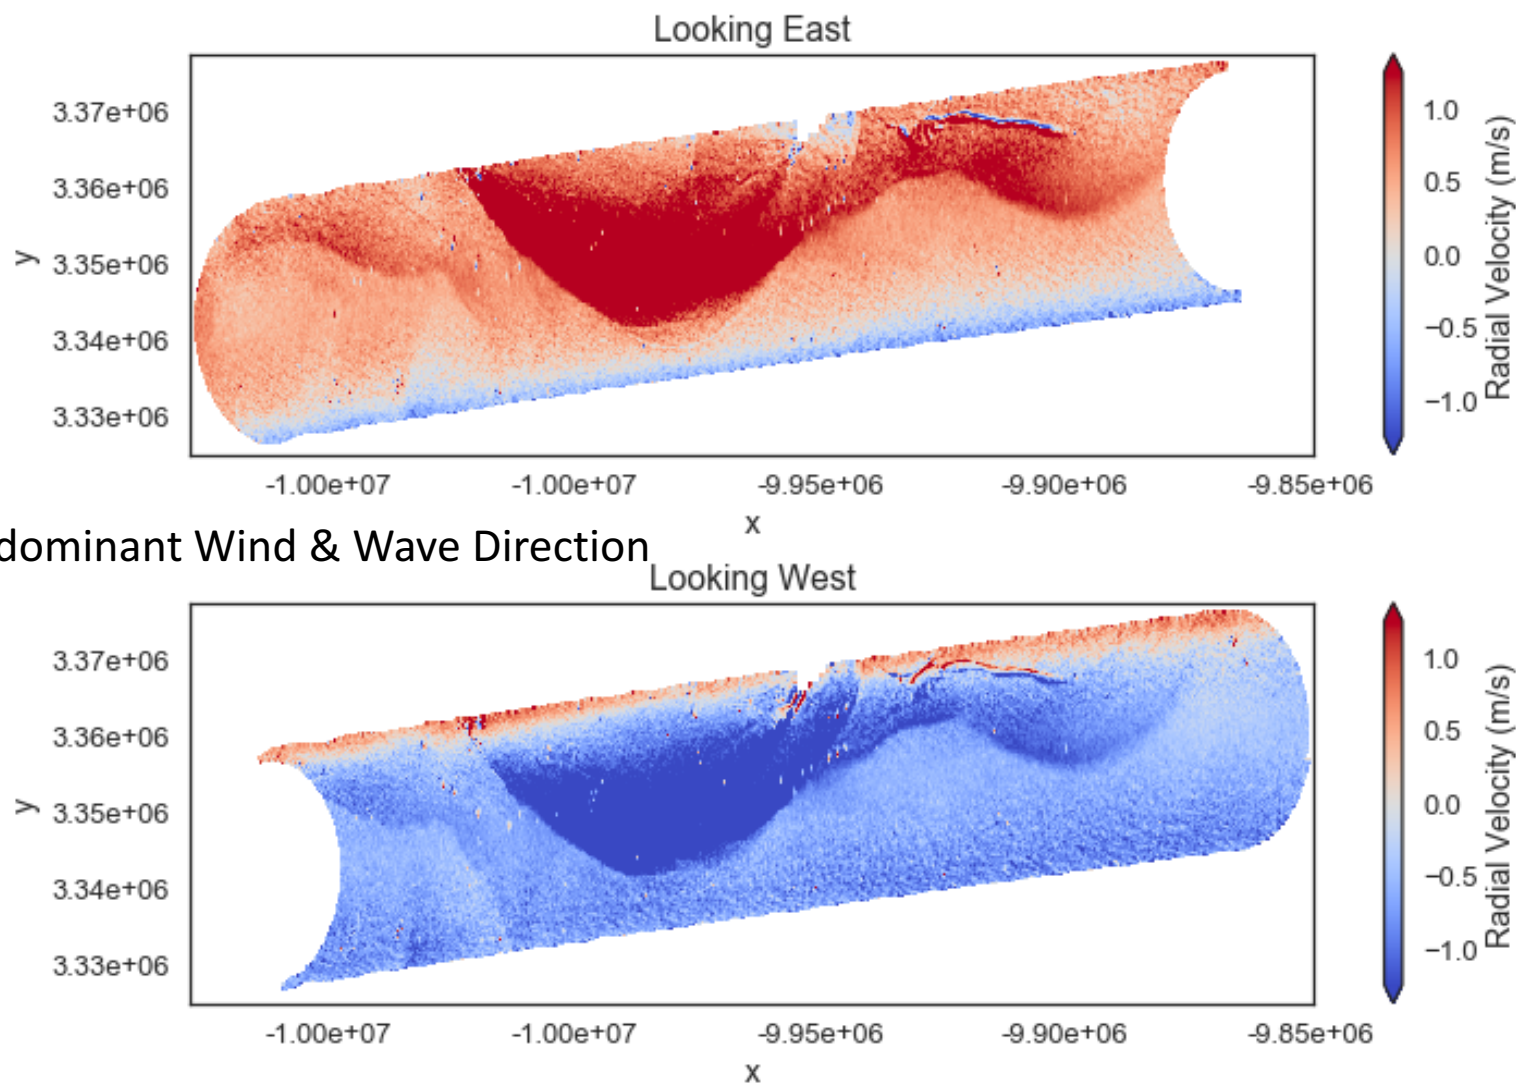 Looking East
3.37e+06
3.36e+06
3.35e+06
3.34e+06
3.33e+06
y
-1.00e+07 -1.00e+07 -9.95e+06 -9.90e+06 -9.85e+06
x
1.0
0.5
0.0
−0.5
−1.0
Radial Velocity (m/s)
dominant Wind & Wave Direction
Looking West
3.37e+06
3.36e+06
3.35e+06
3.34e+06
3.33e+06
y
-1.00e+07 -1.00e+07 -9.95e+06 -9.90e+06 -9.85e+06
x
1.0
0.5
0.0
−0.5
−1.0
Radial Velocity (m/s)